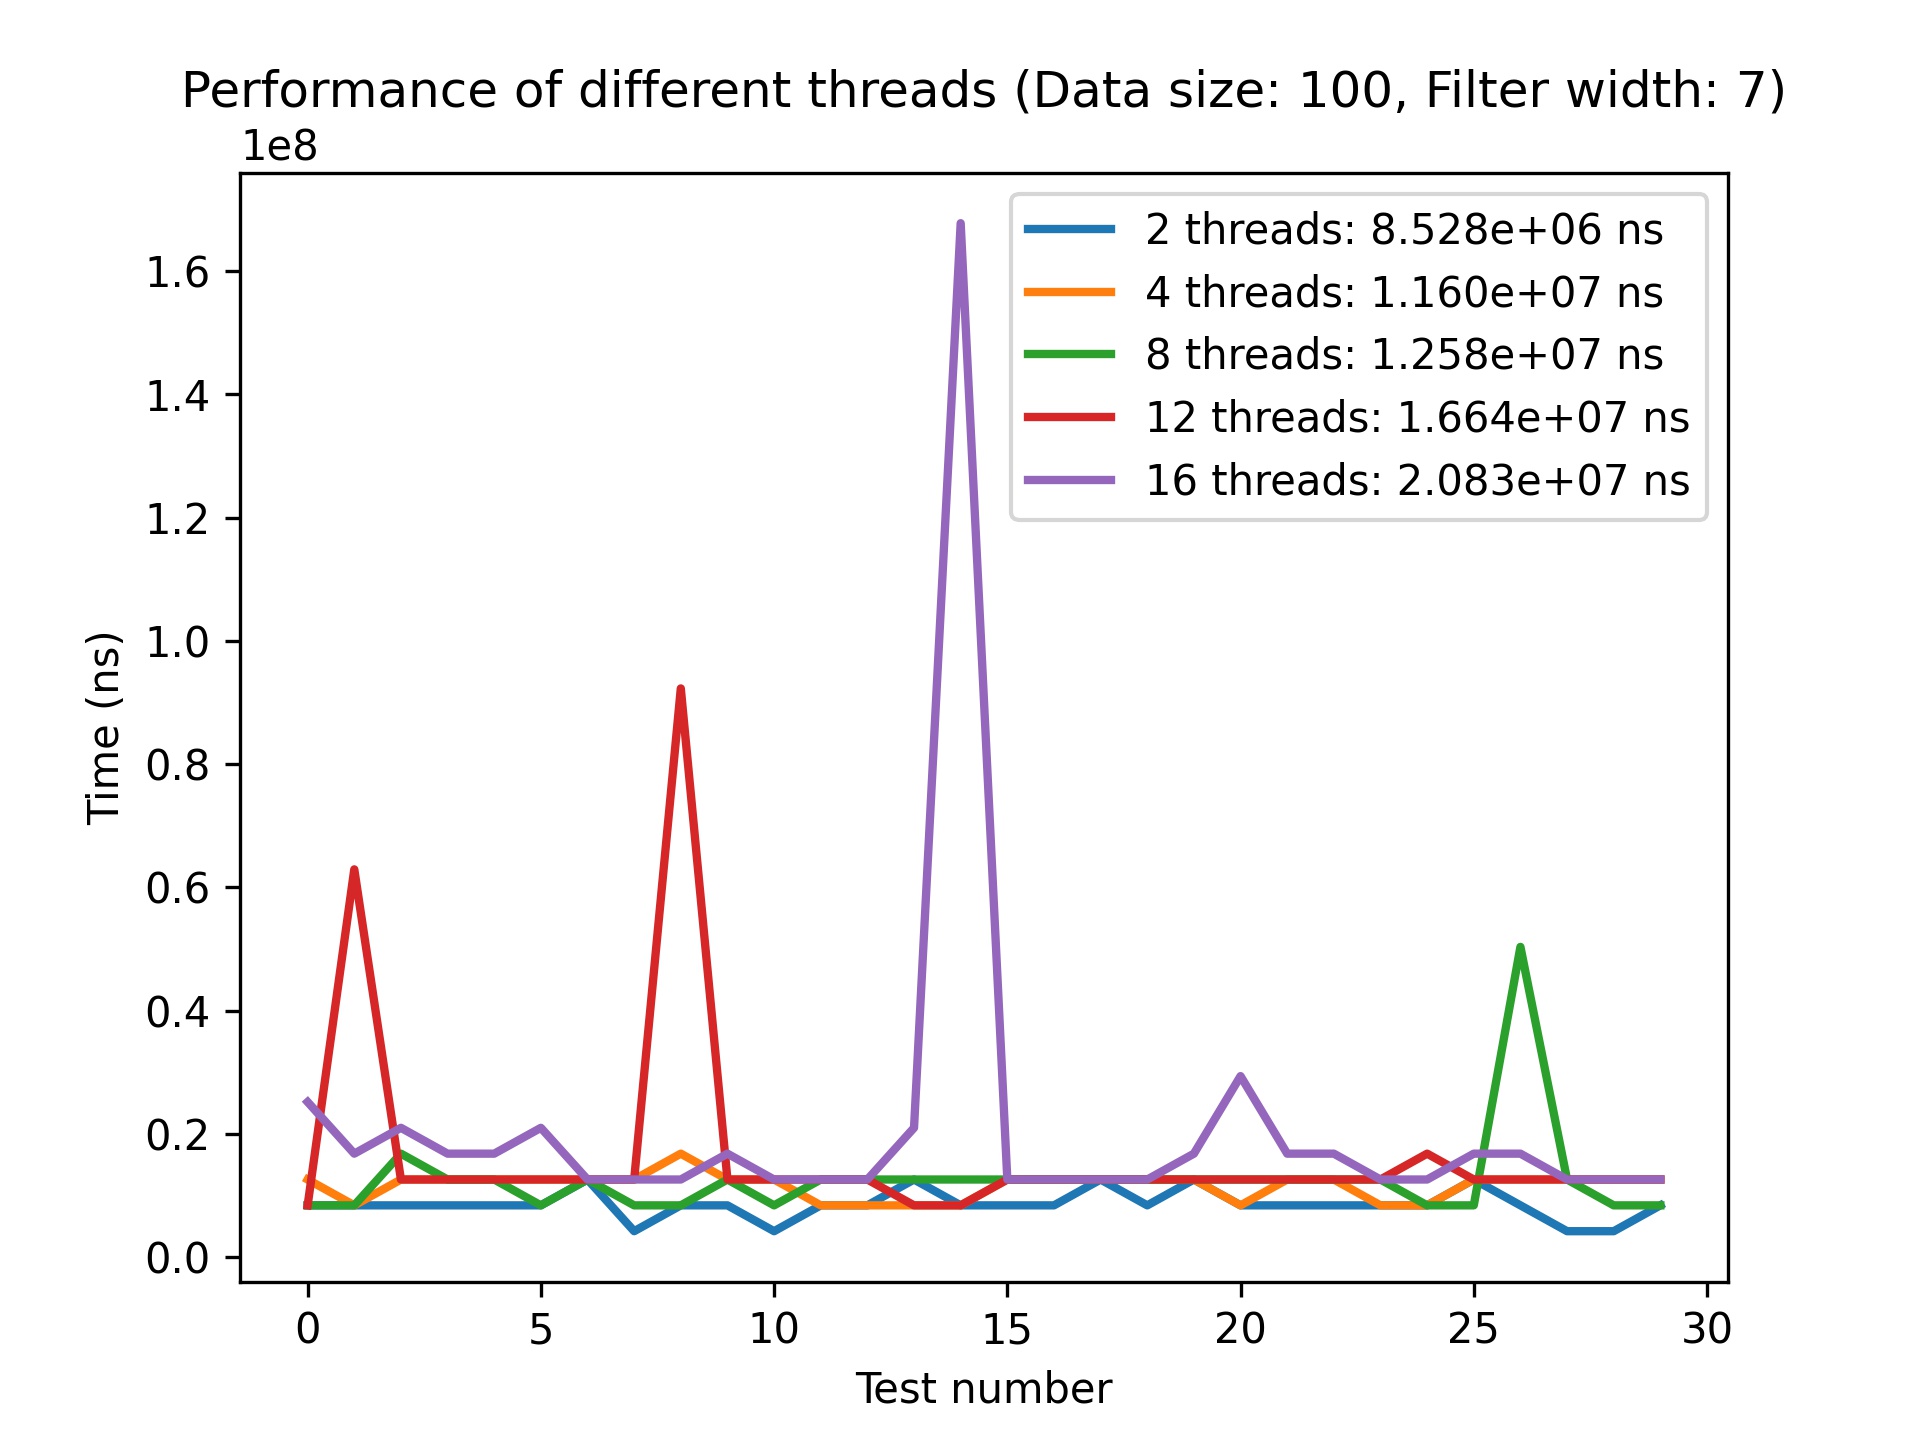 Performance of different threads (Data size: 100, Filter width: 7)
1e8
2 threads: 8.528e+06 ns
4 threads: 1.160e+07 ns
8 threads: 1.258e+07 ns
12 threads: 1.664e+07 ns
16 threads: 2.083e+07 ns
1.6
1.4
1.2
1.0
0.8
0.6
0.4
0.2
0.0
Time (ns)
0 5 10 15 20 25 30
Test number